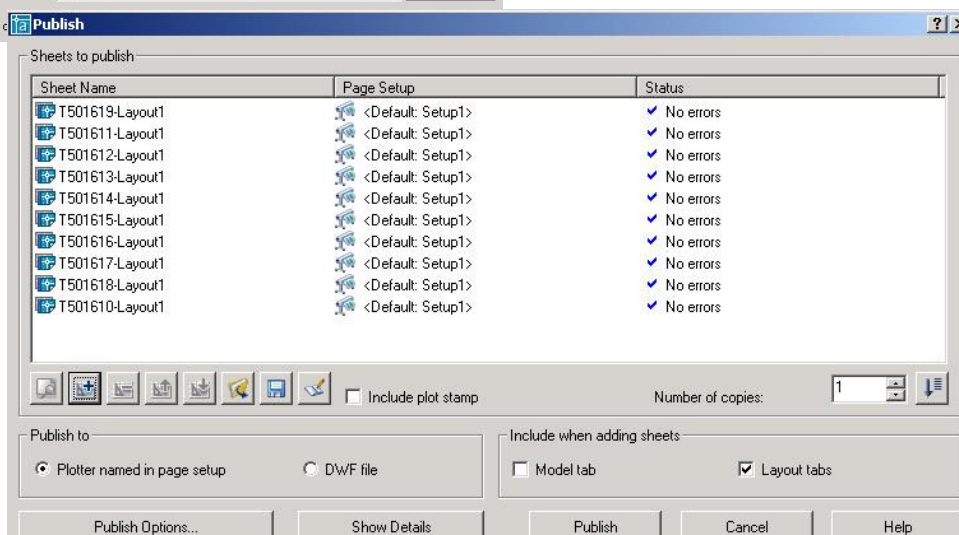 Publish
Sheets to publish
Sheet Name Page Setup Status
T501619-Layout1 <Default: Setup1> No errors
T501611-Layout1 <Default: Setup1> No errors
T501612-Layout1 <Default: Setup1> No errors
T501613-Layout1 <Default: Setup1> No errors
T501614-Layout1 <Default: Setup1> No errors
T501615-Layout1 <Default: Setup1> No errors
T501616-Layout1 <Default: Setup1> No errors
T501617-Layout1 <Default: Setup1> No errors
T501618-Layout1 <Default: Setup1> No errors
T501610-Layout1 <Default: Setup1> No errors
Include plot stamp Number of copies: 1
Publish to Include when adding sheets
Plotter named in page setup DWF file Model tab Layout tabs
Publish Options... Show Details Publish Cancel Help